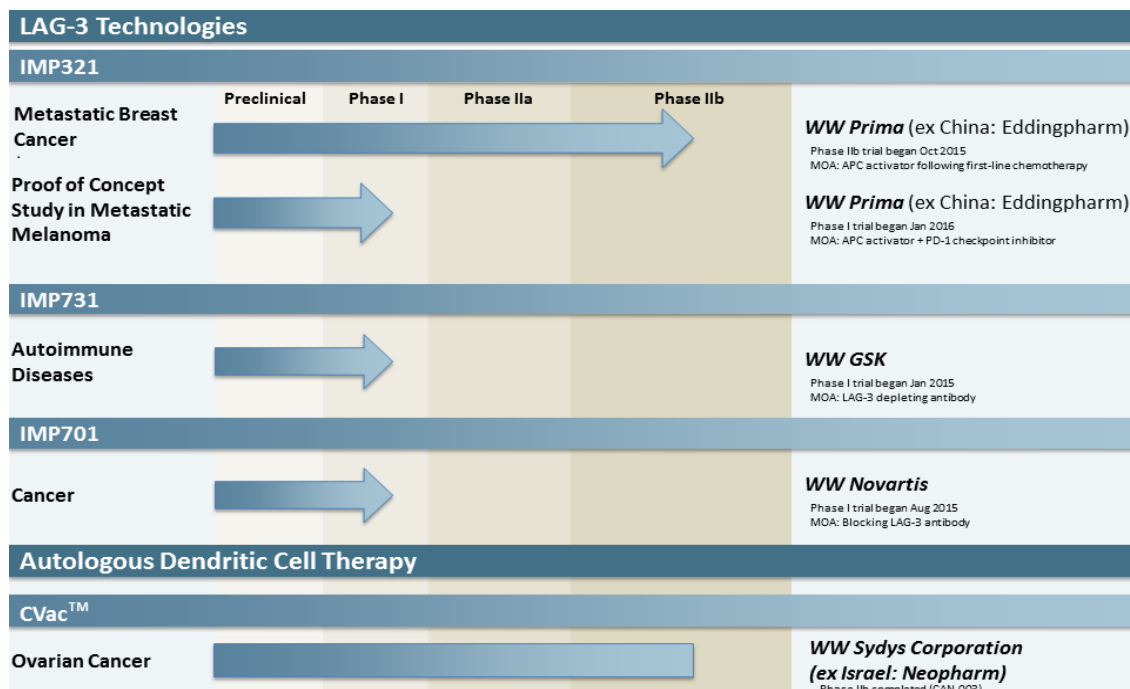 LAG-3 Technologies
IMP321
Preclinical Phase I Phase IIa Phase IIb
Metastatic Breast
Cancer
.
WW Prima (ex China: Eddingpharm)
Phase IIb trial began Oct 2015
MOA: APC activator following first-line chemotherapy
Proof of Concept
Study in Metastatic
Melanoma
WW Prima (ex China: Eddingpharm)
Phase I trial began Jan 2016
MOA: APC activator + PD-1 checkpoint inhibitor
IMP731
Autoimmune
Diseases
WW GSK
Phase I trial began Jan 2015
MOA: LAG-3 depleting antibody
IMP701
Cancer
WW Novartis
Phase I trial began Aug 2015
MOA: Blocking LAG-3 antibody
Autologous Dendritic Cell Therapy
CVac™
Ovarian Cancer
WW Sydys Corporation
(ex Israel: Neopharm)
Phase IIb completed (CAN-003)